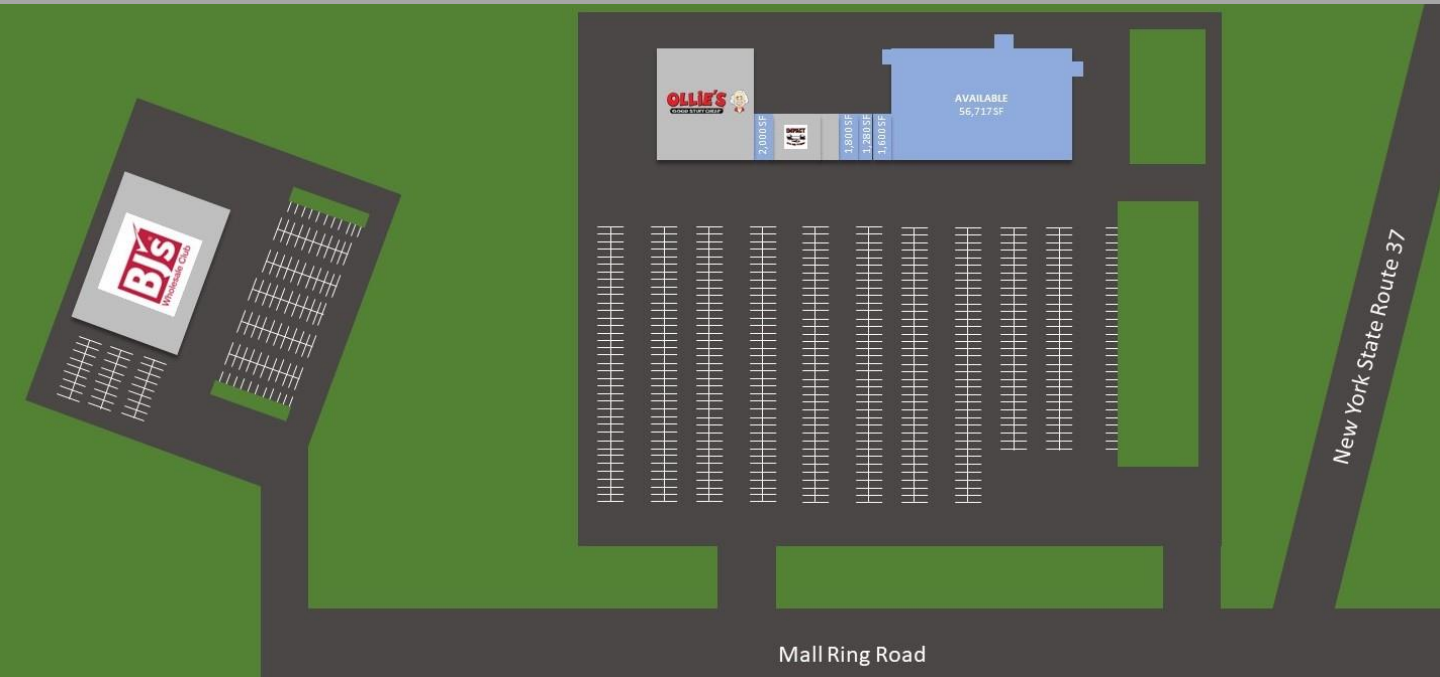 OLLIE'S
GOOD STUFF CHEAP
AVAILABLE
56,717 SF
2,000 SF
IMPACT
1,800 SF
1,280 SF
1,600 SF
BJ's
Wholesale Club
New York State Route 37
Mall Ring Road